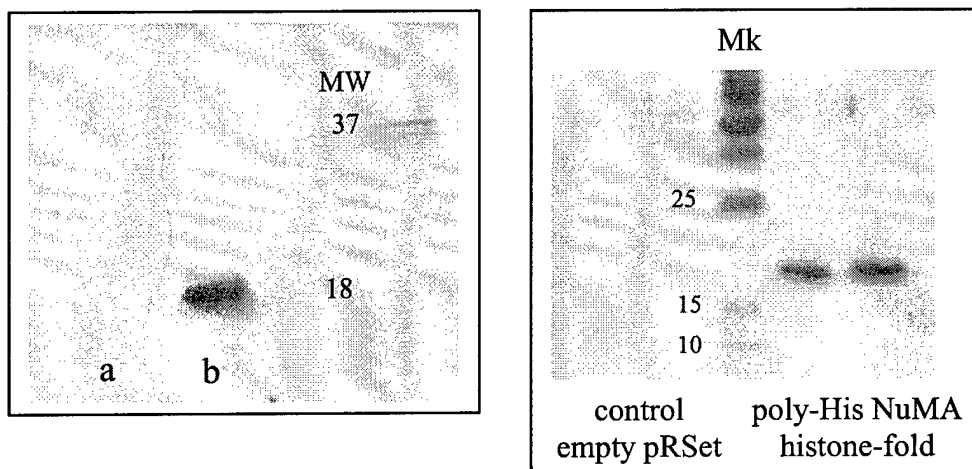 MW
37
18
a b
Mk
25
15
10
control
empty pRSet
poly-His NuMA
histone-fold